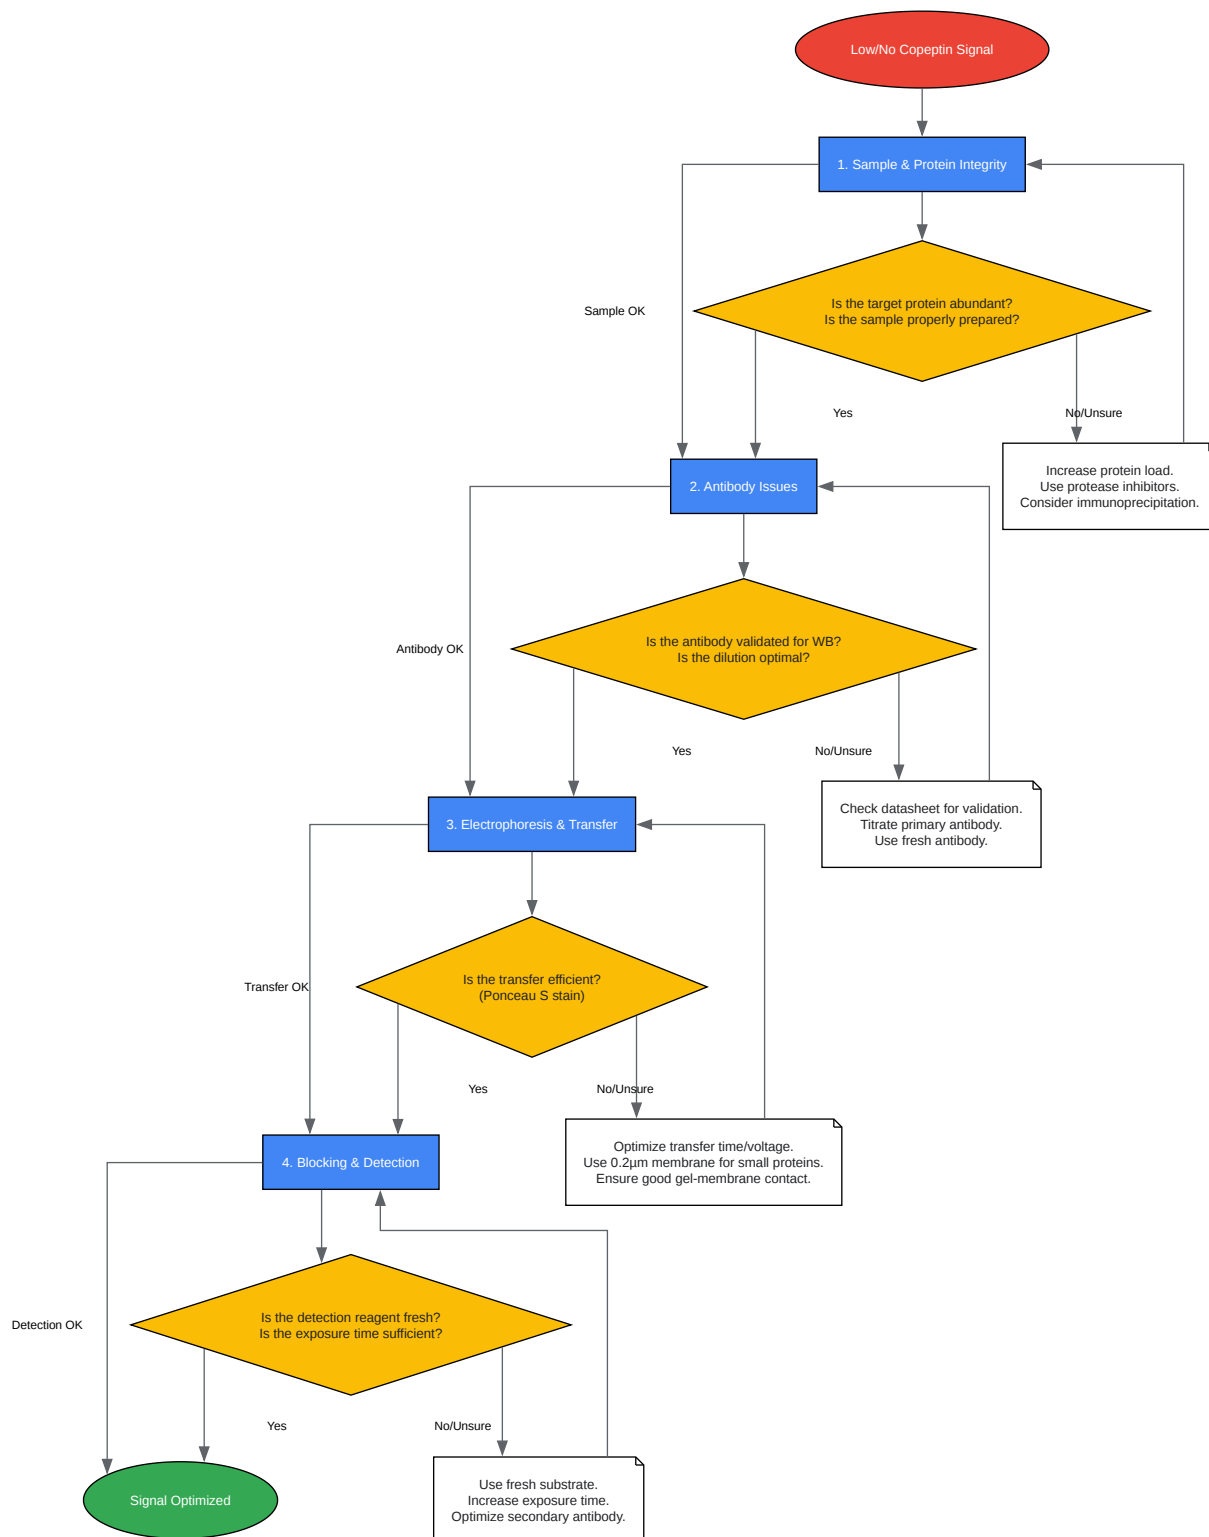 Low/No Copeptin Signal
1. Sample & Protein Integrity
Sample OK
Is the target protein abundant?
Is the sample properly prepared?
Yes
No/Unsure
Increase protein load.
Use protease inhibitors.
Consider immunoprecipitation.
2. Antibody Issues
Antibody OK
Is the antibody validated for WB?
Is the dilution optimal?
Yes
No/Unsure
Check datasheet for validation.
Titrate primary antibody.
Use fresh antibody.
3. Electrophoresis & Transfer
Transfer OK
Is the transfer efficient?
(Ponceau S stain)
Yes
No/Unsure
Optimize transfer time/voltage.
Use 0.2µm membrane for small proteins.
Ensure good gel-membrane contact.
4. Blocking & Detection
Detection OK
Is the detection reagent fresh?
Is the exposure time sufficient?
Yes
No/Unsure
Use fresh substrate.
Increase exposure time.
Optimize secondary antibody.
Signal Optimized